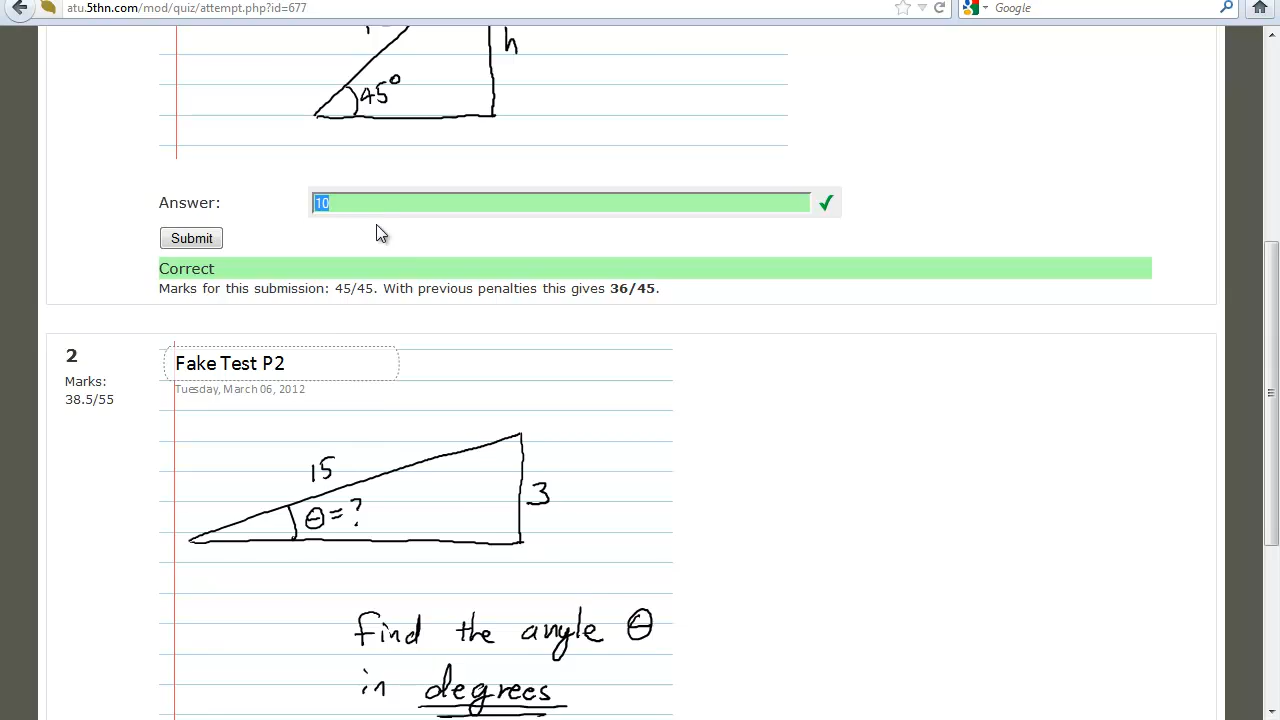 atu.5thn.com/mod/quiz/attempt.php?id=677
Google
h
45°
Answer:
10
Submit
Correct
Marks for this submission: 45/45. With previous penalties this gives 36/45.
2
Marks:
38.5/55
Fake Test P2
Tuesday, March 06, 2012
15
θ=?
3
Find the angle θ
in degrees